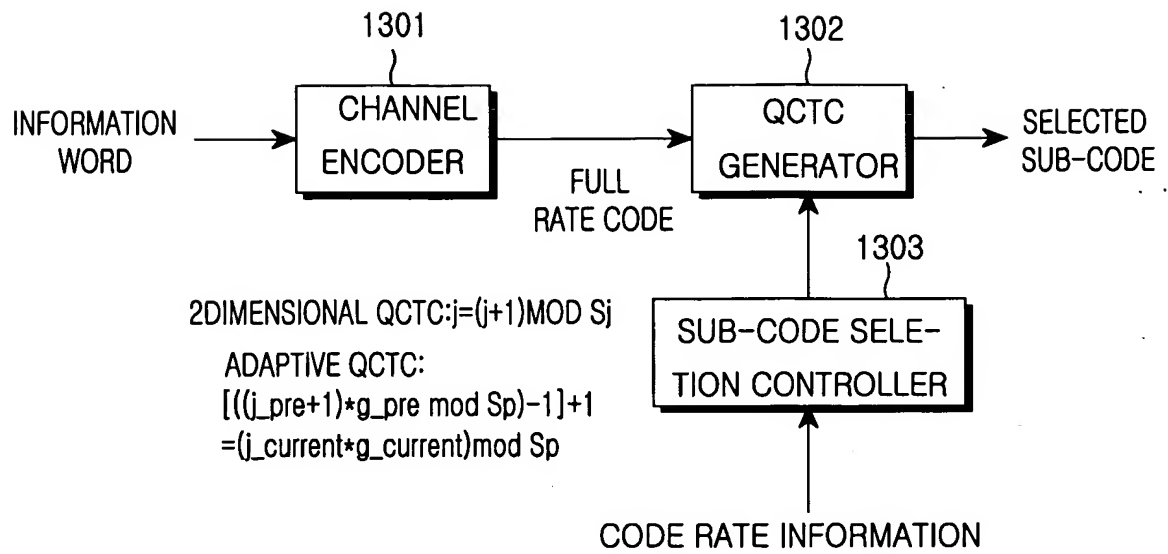 1301
1302
INFORMATION
WORD
CHANNEL
ENCODER
FULL
RATE CODE
QCTC
GENERATOR
SELECTED
SUB-CODE
1303
2DIMENSIONAL QCTC:j=(j+1)MOD Sj
ADAPTIVE QCTC:
[((j_pre+1)*g_pre mod Sp)-1]+1
=(j_current*g_current)mod Sp
SUB-CODE SELE-
TION CONTROLLER
CODE RATE INFORMATION